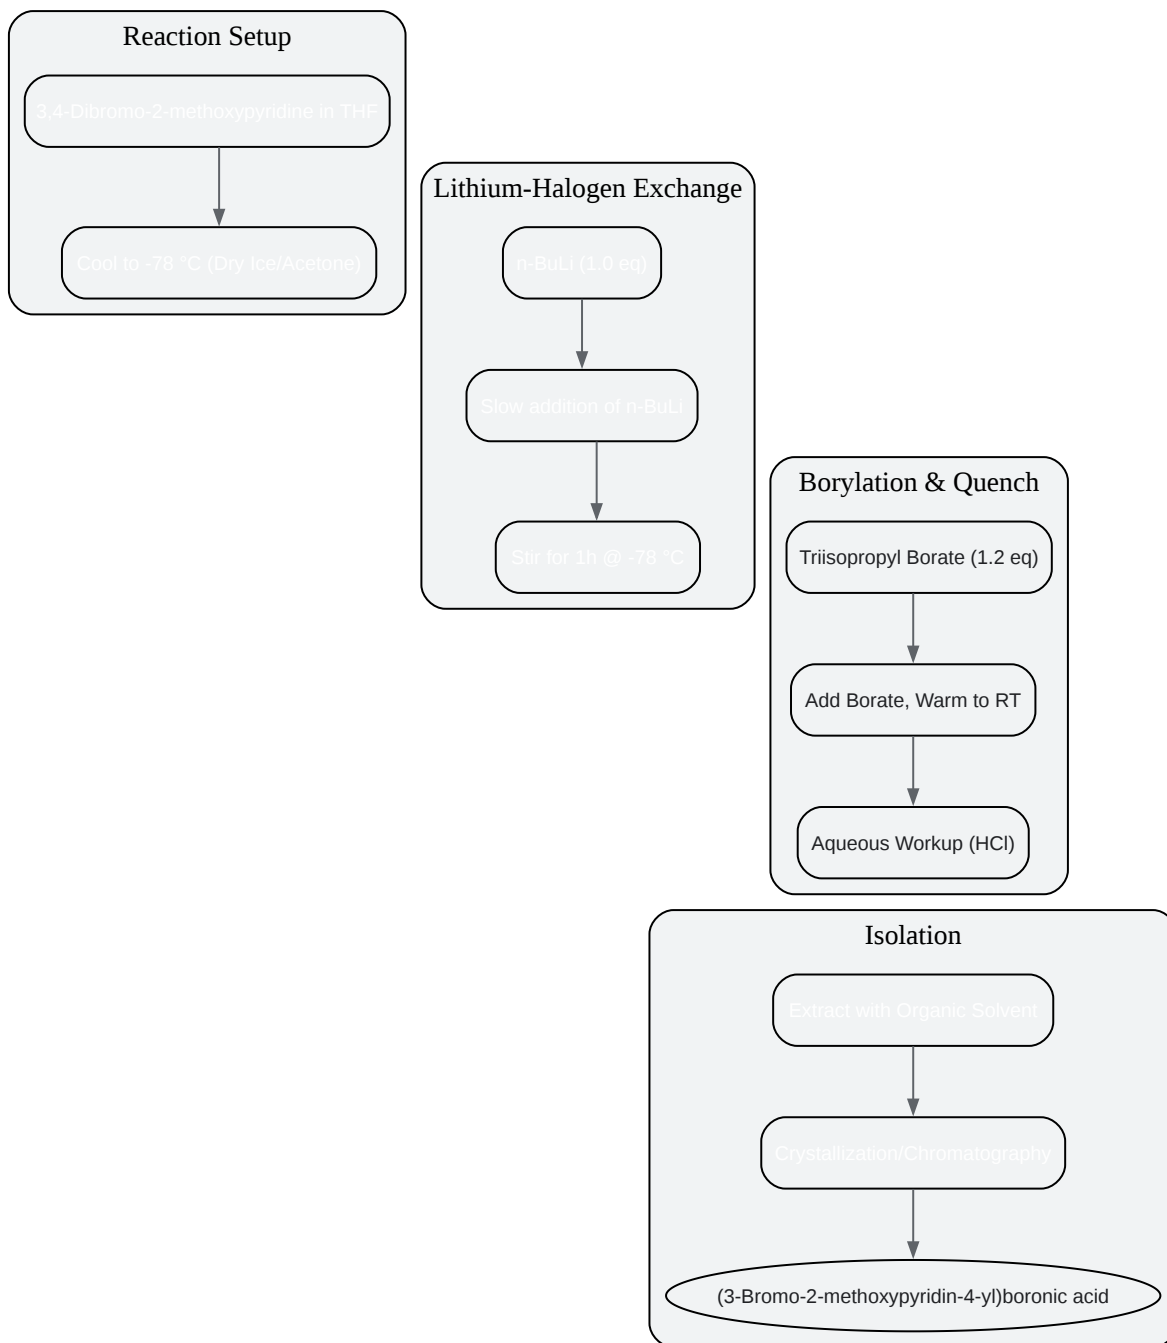 Reaction Setup
3,4-Dibromo-2-methoxypyridine in THF
Cool to -78 °C (Dry Ice/Acetone)
Lithium-Halogen Exchange
n-BuLi (1.0 eq)
Slow addition of n-BuLi
Stir for 1h @ -78 °C
Borylation & Quench
Triisopropyl Borate (1.2 eq)
Add Borate, Warm to RT
Aqueous Workup (HCl)
Isolation
Extract with Organic Solvent
Crystallization/Chromatography
(3-Bromo-2-methoxypyridin-4-yl)boronic acid